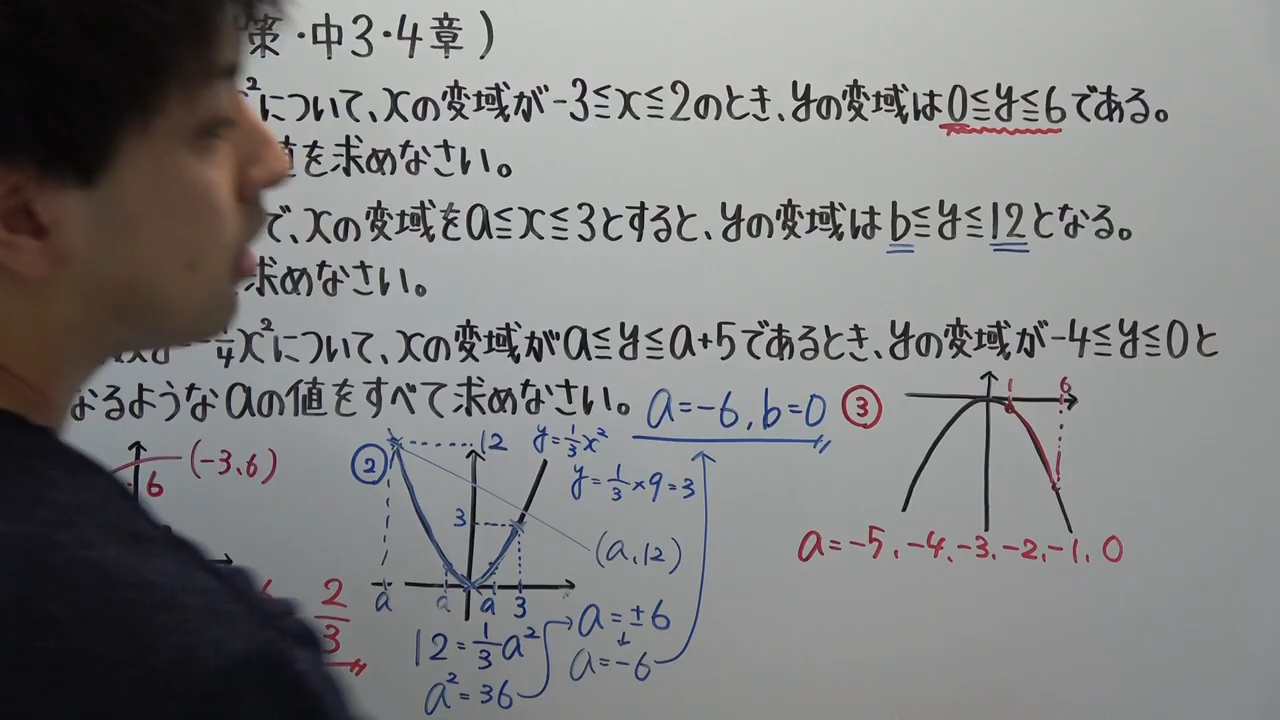 策・中3・4章)
²について、xの変域が-3≦x≦2のとき、yの変域は0≦y≦6である。
値を求めなさい。
で、xの変域をa≦x≦3とすると、yの変域はb≦y≦12となる。
求めなさい。
-1/4x²について、xの変域がa≦y≦a+5であるとき、yの変域が-4≦y≦0と
なるようなaの値をすべて求めなさい。
a=-6, b=0
(-3,6)
6
2/3
②
12
y=1/3x²
y=1/3×9=3
3
(a,12)
a a a 3
12=1/3a²
a²=36
a=±6
a=-6
③
1 6
a=-5,-4,-3,-2,-1,0